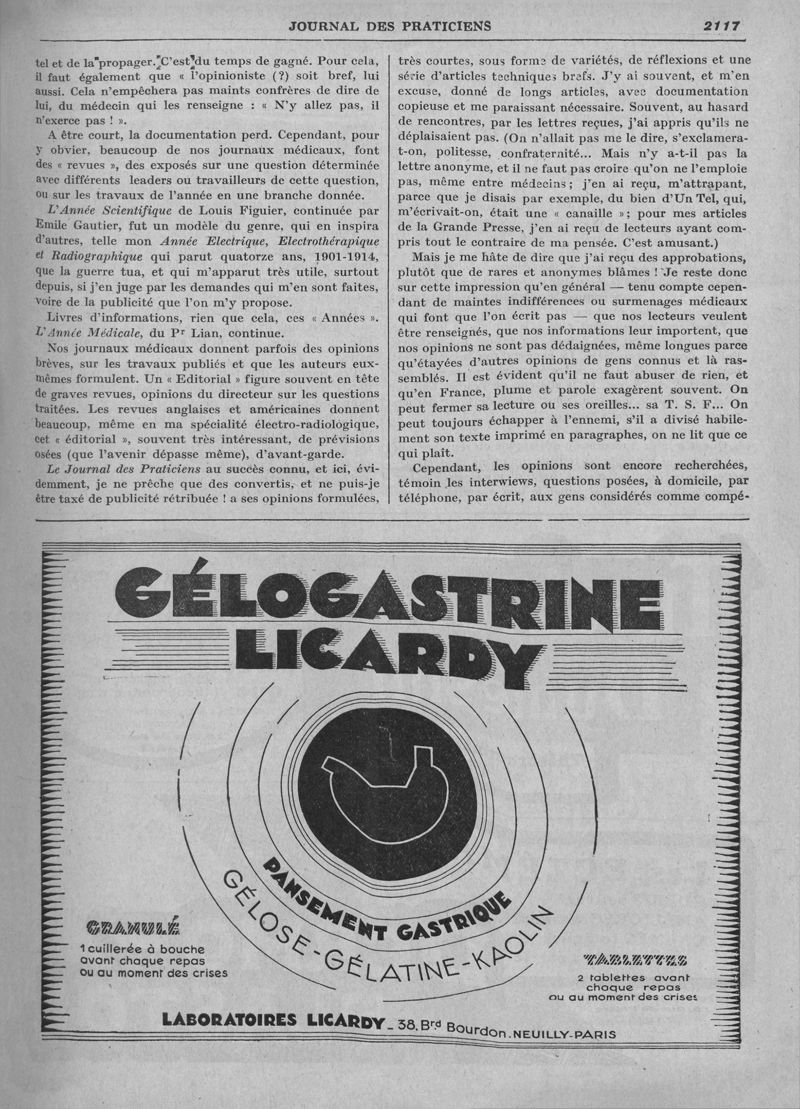 JOURNAL DES PRATICIENS 2117
tel et de la propager. C'est du temps de gagné. Pour cela,
il faut également que « l'opinioniste (?) soit bref, lui
aussi. Cela n'empêchera pas maints confrères de dire de
lui, du médecin qui les renseigne : « N'y allez pas, il
n'exerce pas ! ».
A être court, la documentation perd. Cependant, pour
y obvier, beaucoup de nos journaux médicaux, font
des « revues », des exposés sur une question déterminée
avec différents leaders ou travailleurs de cette question,
ou sur les travaux de l'année en une branche donnée.
L'Année Scientifique de Louis Figuier, continuée par
Emile Gautier, fut un modèle du genre, qui en inspira
d'autres, telle mon Année Electrique, Electrothérapique
et Radiographique qui parut quatorze ans, 1901-1914,
que la guerre tua, et qui m'apparut très utile, surtout
depuis, si j'en juge par les demandes qui m'en sont faites,
voire de la publicité que l'on m'y propose.
Livres d'informations, rien que cela, ces « Années ».
L'Année Médicale, du Pr Lian, continue.
Nos journaux médicaux donnent parfois des opinions
brèves, sur les travaux publiés et que les auteurs eux-
mêmes formulent. Un « Editorial » figure souvent en tête
de graves revues, opinions du directeur sur les questions
traitées. Les revues anglaises et américaines donnent
beaucoup, même en ma spécialité électro-radiologique,
cet « éditorial », souvent très intéressant, de prévisions
osées (que l'avenir dépasse même), d'avant-garde.
Le Journal des Praticiens au succès connu, et ici, évi-
demment, je ne prêche que des convertis, et ne puis-je
être taxé de publicité rétribuée ! a ses opinions formulées,
très courtes, sous forme de variétés, de réflexions et une
série d'articles techniques brefs. J'y ai souvent, et m'en
excuse, donné de longs articles, avec documentation
copieuse et me paraissant nécessaire. Souvent, au hasard
de rencontres, par les lettres reçues, j'ai appris qu'ils ne
déplaisaient pas. (On n'allait pas me le dire, s'exclamera-
t-on, politesse, confraternité... Mais n'y a-t-il pas la
lettre anonyme, et il ne faut pas croire qu'on ne l'emploie
pas, même entre médecins ; j'en ai reçu, m'attrapant,
parce que je disais par exemple, du bien d'Un Tel, qui,
m'écrivait-on, était une « canaille » ; pour mes articles
de la Grande Presse, j'en ai reçu de lecteurs ayant com-
pris tout le contraire de ma pensée. C'est amusant.)
Mais je me hâte de dire que j'ai reçu des approbations,
plutôt que de rares et anonymes blâmes ! Je reste donc
sur cette impression qu'en général — tenu compte cepen-
dant de maintes indifférences ou surmenages médicaux
qui font que l'on écrit pas — que nos lecteurs veulent
être renseignés, que nos informations leur importent, que
nos opinions ne sont pas dédaignées, même longues parce
qu'étayées d'autres opinions de gens connus et là ras-
semblés. Il est évident qu'il ne faut abuser de rien, et
qu'en France, plume et parole exagèrent souvent. On
peut fermer sa lecture ou ses oreilles... sa T. S. F... On
peut toujours échapper à l'ennemi, s'il a divisé habile-
ment son texte imprimé en paragraphes, on ne lit que ce
qui plaît.
Cependant, les opinions sont encore recherchées,
témoin les interwiews, questions posées, à domicile, par
téléphone, par écrit, aux gens considérés comme compé-
GÉLOGASTRINE
LICARDY
PANSEMENT GASTRIQUE
GÉLOSE-GÉLATINE-KAOLIN
GRANULÉ
1 cuillerée à bouche
avant chaque repas
ou au moment des crises
TABLETTES
2 tablettes avant
chaque repas
ou au moment des crises
LABORATOIRES LICARDY_38, Brd Bourdon.NEUILLY-PARIS